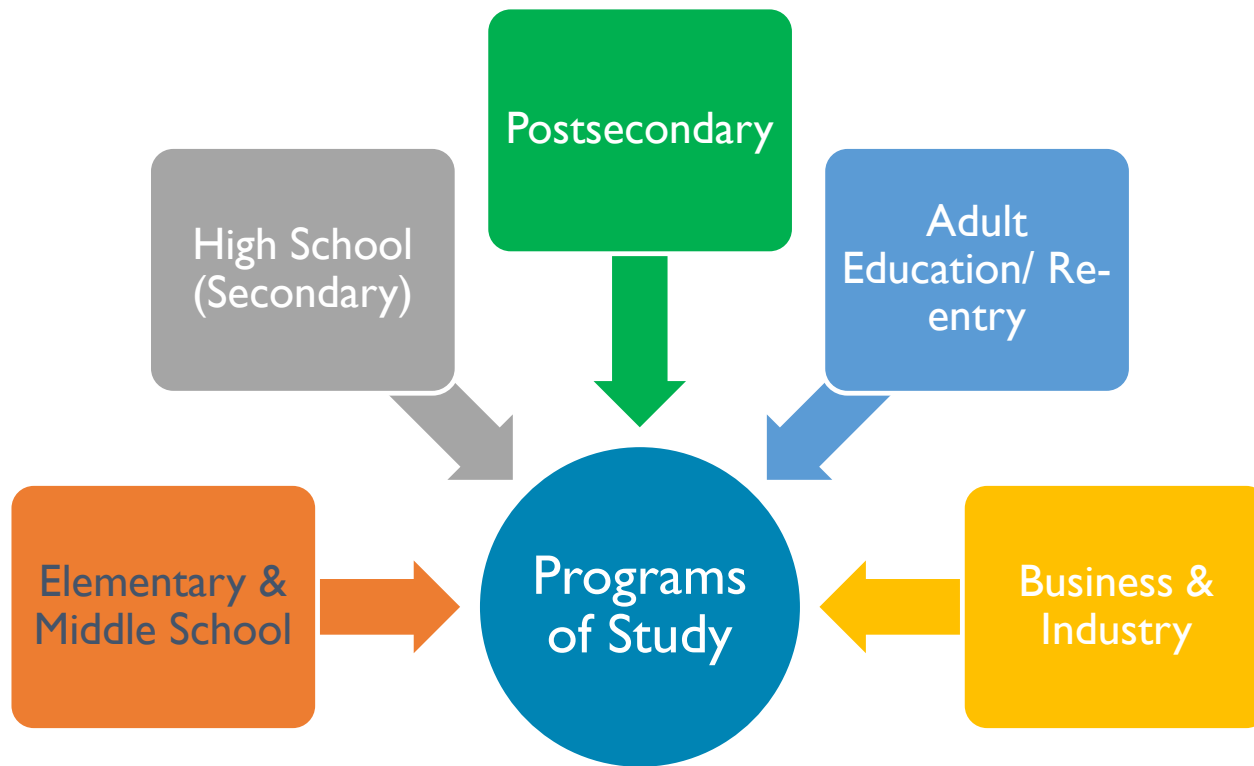 Postsecondary
High School
(Secondary)
Adult
Education/ Re-
entry
Elementary &
Middle School
Programs
of Study
Business &
Industry